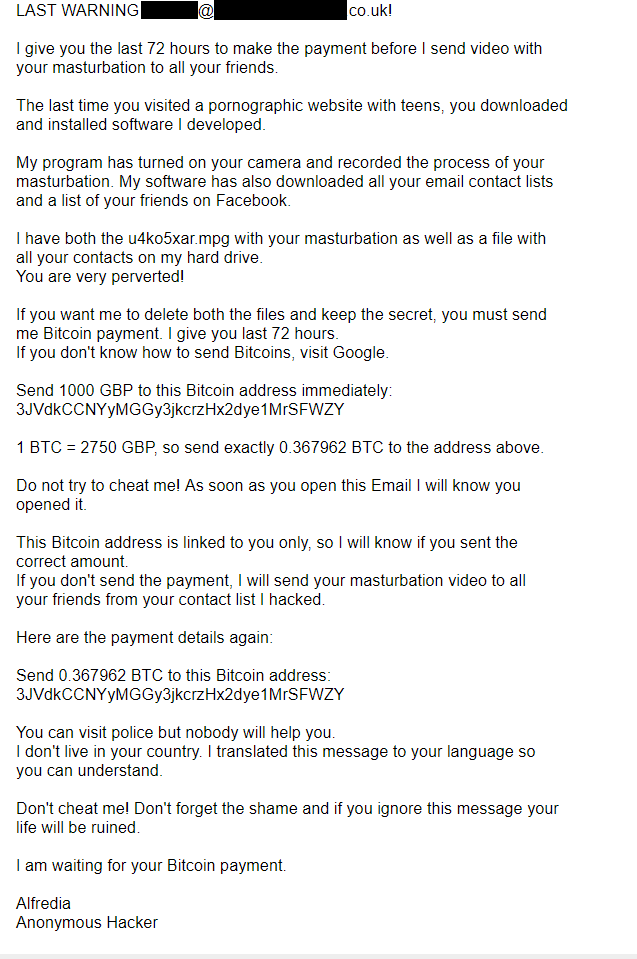 LAST WARNING @ co.uk!
I give you the last 72 hours to make the payment before I send video with
your masturbation to all your friends.
The last time you visited a pornographic website with teens, you downloaded
and installed software I developed.
My program has turned on your camera and recorded the process of your
masturbation. My software has also downloaded all your email contact lists
and a list of your friends on Facebook.
I have both the u4ko5xar.mpg with your masturbation as well as a file with
all your contacts on my hard drive.
You are very perverted!
If you want me to delete both the files and keep the secret, you must send
me Bitcoin payment. I give you last 72 hours.
If you don't know how to send Bitcoins, visit Google.
Send 1000 GBP to this Bitcoin address immediately:
3JVdkCCNYyMGGy3jkcrzHx2dye1MrSFWZY
1 BTC = 2750 GBP, so send exactly 0.367962 BTC to the address above.
Do not try to cheat me! As soon as you open this Email I will know you
opened it.
This Bitcoin address is linked to you only, so I will know if you sent the
correct amount.
If you don't send the payment, I will send your masturbation video to all
your friends from your contact list I hacked.
Here are the payment details again:
Send 0.367962 BTC to this Bitcoin address:
3JVdkCCNYyMGGy3jkcrzHx2dye1MrSFWZY
You can visit police but nobody will help you.
I don't live in your country. I translated this message to your language so
you can understand.
Don't cheat me! Don't forget the shame and if you ignore this message your
life will be ruined.
I am waiting for your Bitcoin payment.
Alfredia
Anonymous Hacker